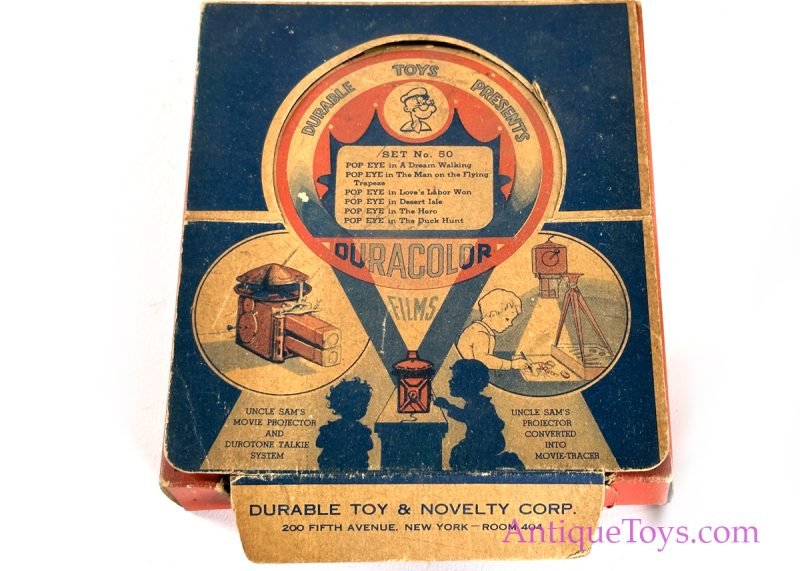 DURABLE TOYS PRESENTS
SET No. 50
POP EYE in A Dream Walking
POP EYE in The Man on the Flying
Trapeze
POP EYE in Love's Labor Won
POP EYE in Desert Isle
POP EYE in The Hero
POP EYE in The Duck Hunt
DURACOLOR
FILMS
UNCLE SAM'S
MOVIE PROJECTOR
AND
DUROTONE TALKIE
SYSTEM
UNCLE SAM'S
PROJECTOR
CONVERTED
INTO
MOVIE-TRACER
DURABLE TOY & NOVELTY CORP.
200 FIFTH AVENUE, NEW YORK — ROOM 404
AntiqueToys.com